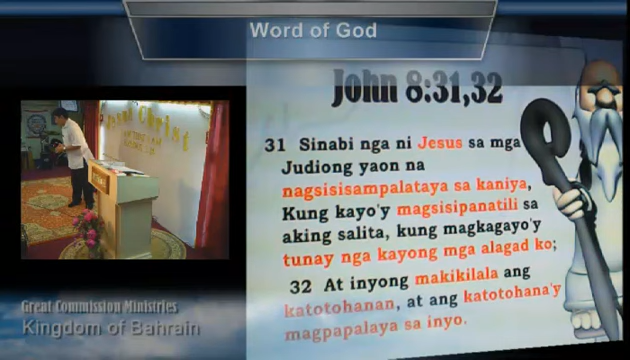 Word of God
John 8:31,32
31 Sinabi nga ni Jesus sa mga
Judiong yaon na
nagsisisampalataya sa kaniya,
Kung kayo'y magsisipanatili sa
aking salita, kung magkagayo'y
tunay nga kayong mga alagad ko;
32 At inyong makikilala ang
katotohanan, at ang katotohana'y
magpapalaya sa inyo.
Jesus Christ
Great Commission Ministries
Kingdom of Bahrain